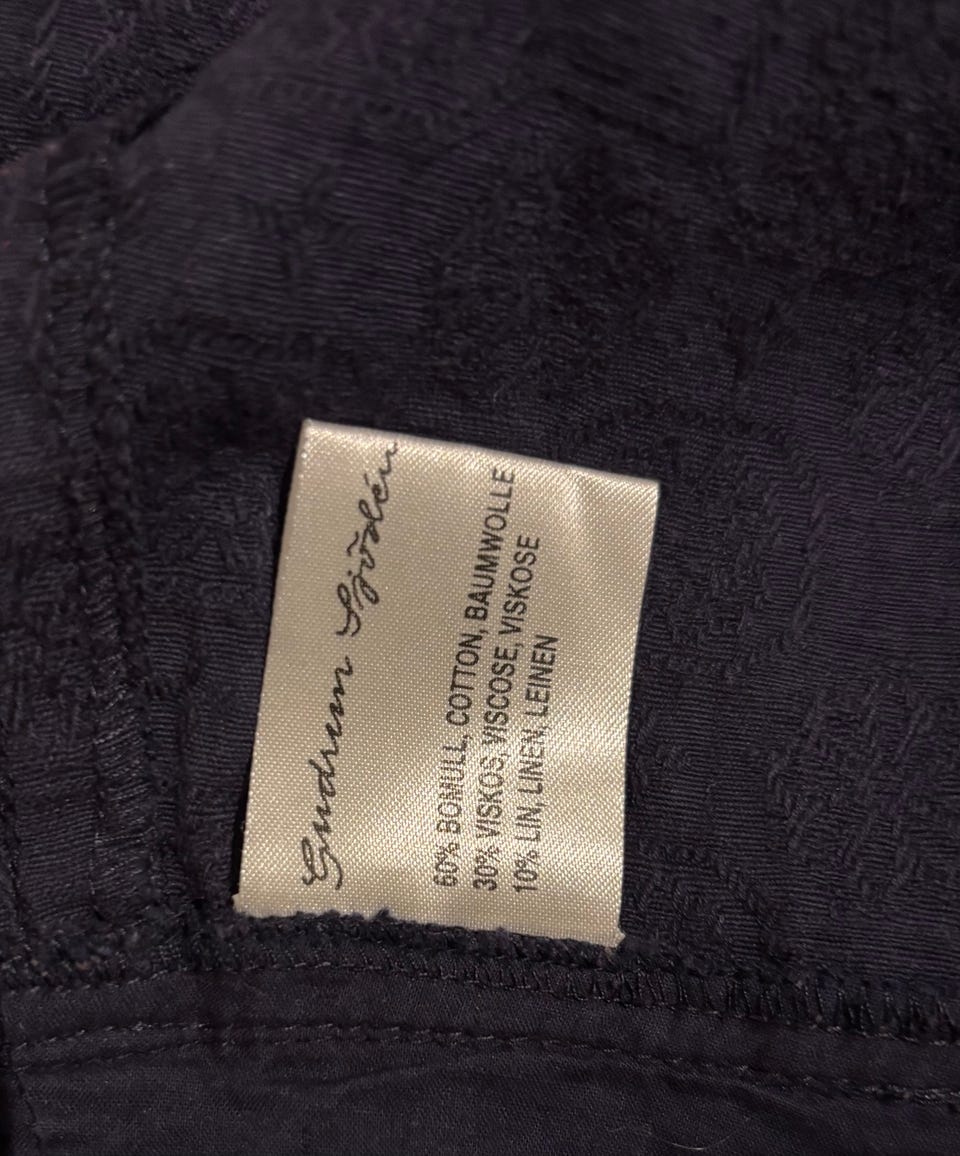 Gudrun Sjödén
60% BOMULL, COTTON, BAUMWOLLE
30% VISKOS, VISCOSE, VISKOSE
10% LIN, LINEN, LEINEN